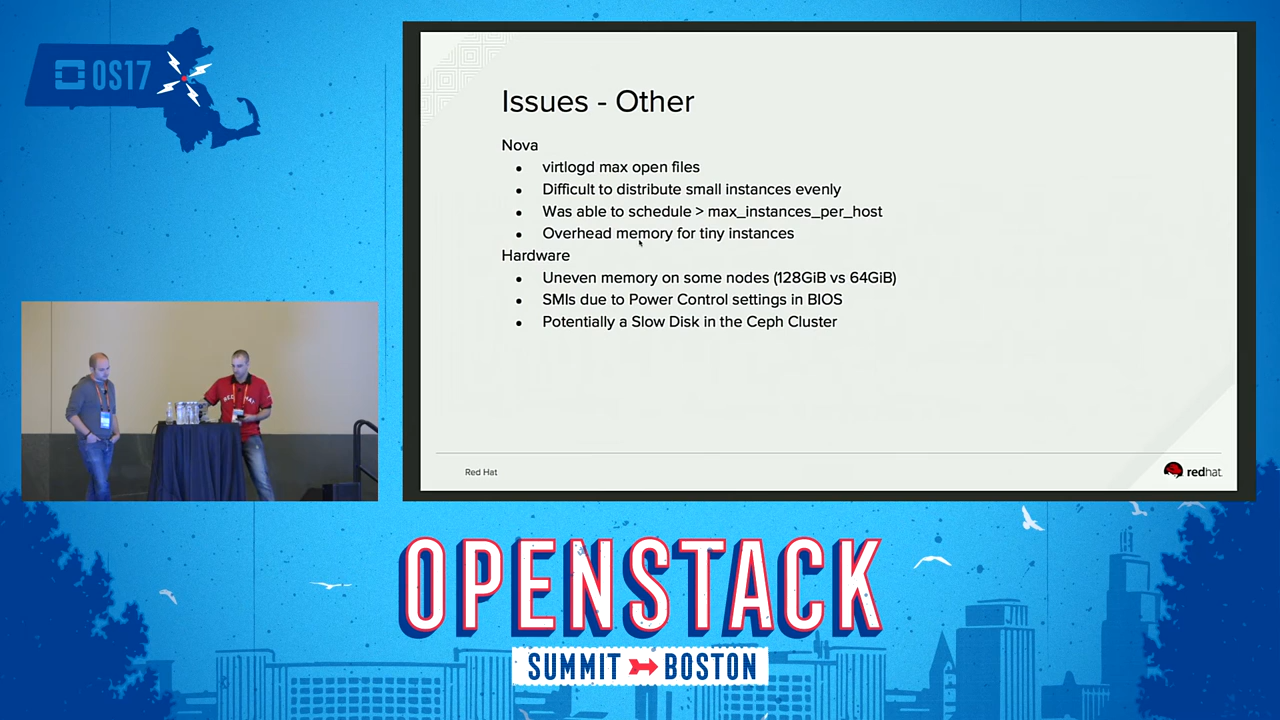 OS17
Issues - Other
Nova
virtlogd max open files
Difficult to distribute small instances evenly
Was able to schedule > max_instances_per_host
Overhead memory for tiny instances
Hardware
Uneven memory on some nodes (128GiB vs 64GiB)
SMIs due to Power Control settings in BIOS
Potentially a Slow Disk in the Ceph Cluster
Red Hat
redhat.
OPENSTACK
SUMMIT BOSTON